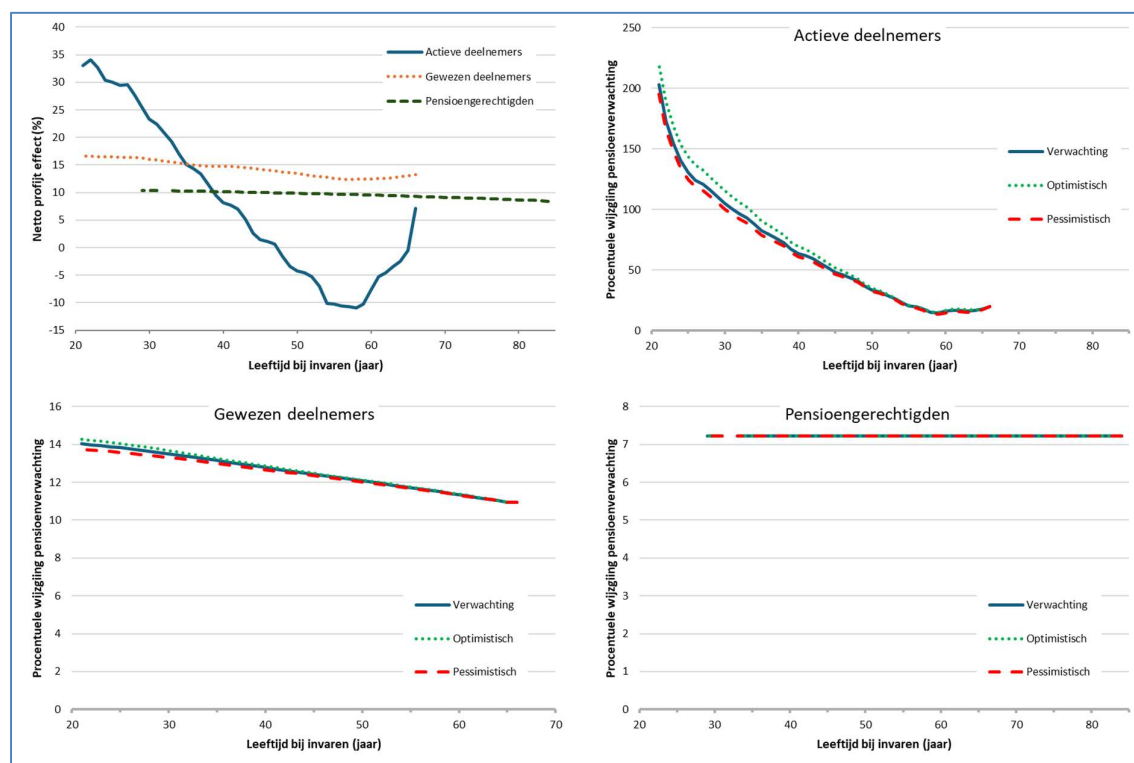 40
35
30
25
20
15
10
5
0
-5
-10
-15
Netto profijt effect (%)
Actieve deelnemers
Gewezen deelnemers
Pensioengerechtigden
20 30 40 50 60 70 80
Leeftijd bij invaren (jaar)
Actieve deelnemers
250
200
150
100
50
0
Procentuele wijzging pensioenverwachting
Verwachting
Optimistisch
Pessimistisch
20 30 40 50 60 70 80
Leeftijd bij invaren (jaar)
Gewezen deelnemers
16
14
12
10
8
6
4
2
0
Procentuele wijzging pensioenverwachting
Verwachting
Optimistisch
Pessimistisch
20 30 40 50 60 70
Leeftijd bij invaren (jaar)
Pensioengerechtigden
8
7
6
5
4
3
2
1
0
Procentuele wijzging pensioenverwachting
Verwachting
Optimistisch
Pessimistisch
20 30 40 50 60 70 80
Leeftijd bij invaren (jaar)